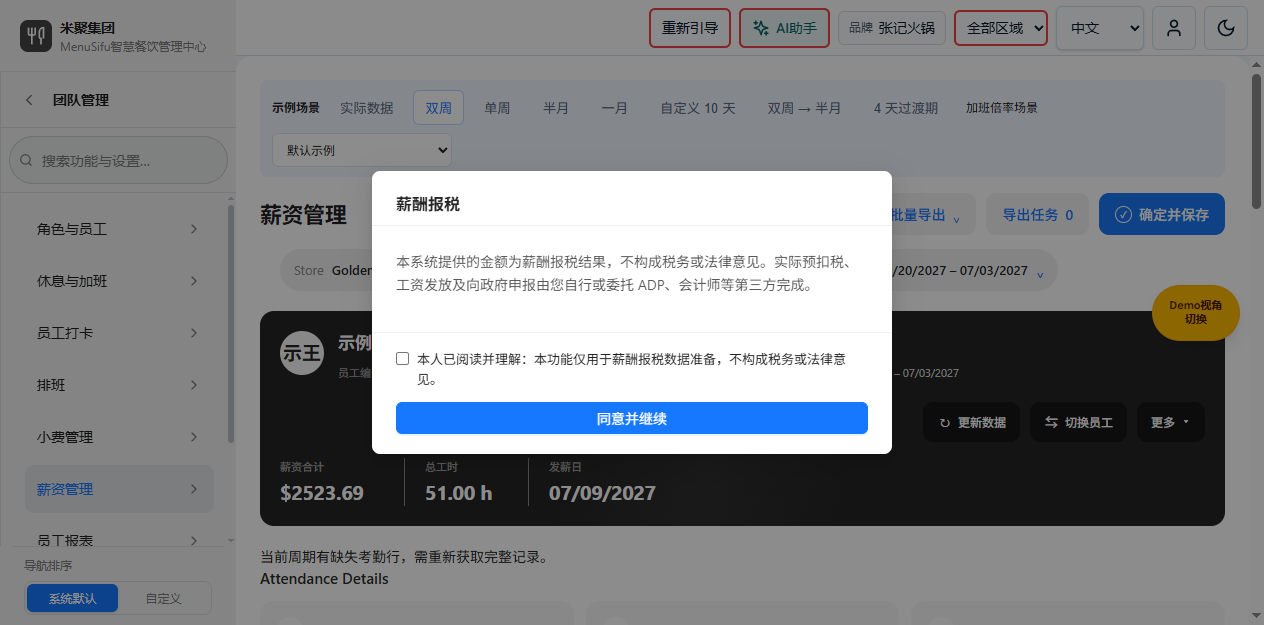 米聚集团
MenuSifu智慧餐饮管理中心
重新引导
AI助手
品牌 张记火锅
全部区域
中文
团队管理
搜索功能与设置...
角色与员工
休息与加班
员工打卡
排班
小费管理
薪资管理
员工报表
导航排序
系统默认
自定义
示例场景 实际数据 双周 单周 半月 一月 自定义 10 天 双周 → 半月 4 天过渡期 加班倍率场景
默认示例
薪资管理
批量导出
导出任务 0
确定并保存
Store Golden
/20/2027 – 07/03/2027
Demo视角
切换
示王
示例
员工编
– 07/03/2027
更新数据
切换员工
更多
薪资合计
$2523.69
总工时
51.00 h
发薪日
07/09/2027
当前周期有缺失考勤行，需重新获取完整记录。
Attendance Details
薪酬报税
本系统提供的金额为薪酬报税结果，不构成税务或法律意见。实际预扣税、
工资发放及向政府申报由您自行或委托 ADP、会计师等第三方完成。
本人已阅读并理解：本功能仅用于薪酬报税数据准备，不构成税务或法律意
见。
同意并继续